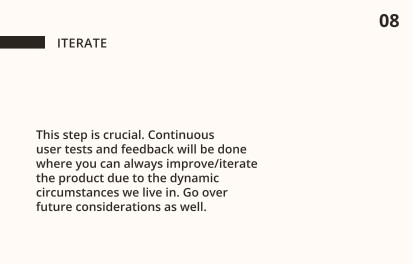 08
ITERATE
This step is crucial. Continuous
user tests and feedback will be done
where you can always improve/iterate
the product due to the dynamic
circumstances we live in. Go over
future considerations as well.